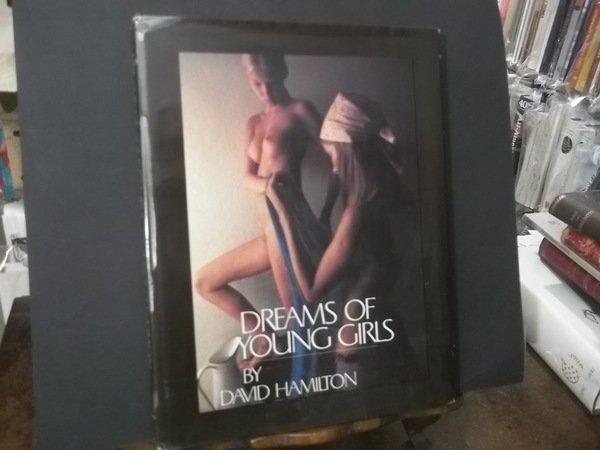 DREAMS OF
YOUNG GIRLS
BY
DAVID HAMILTON